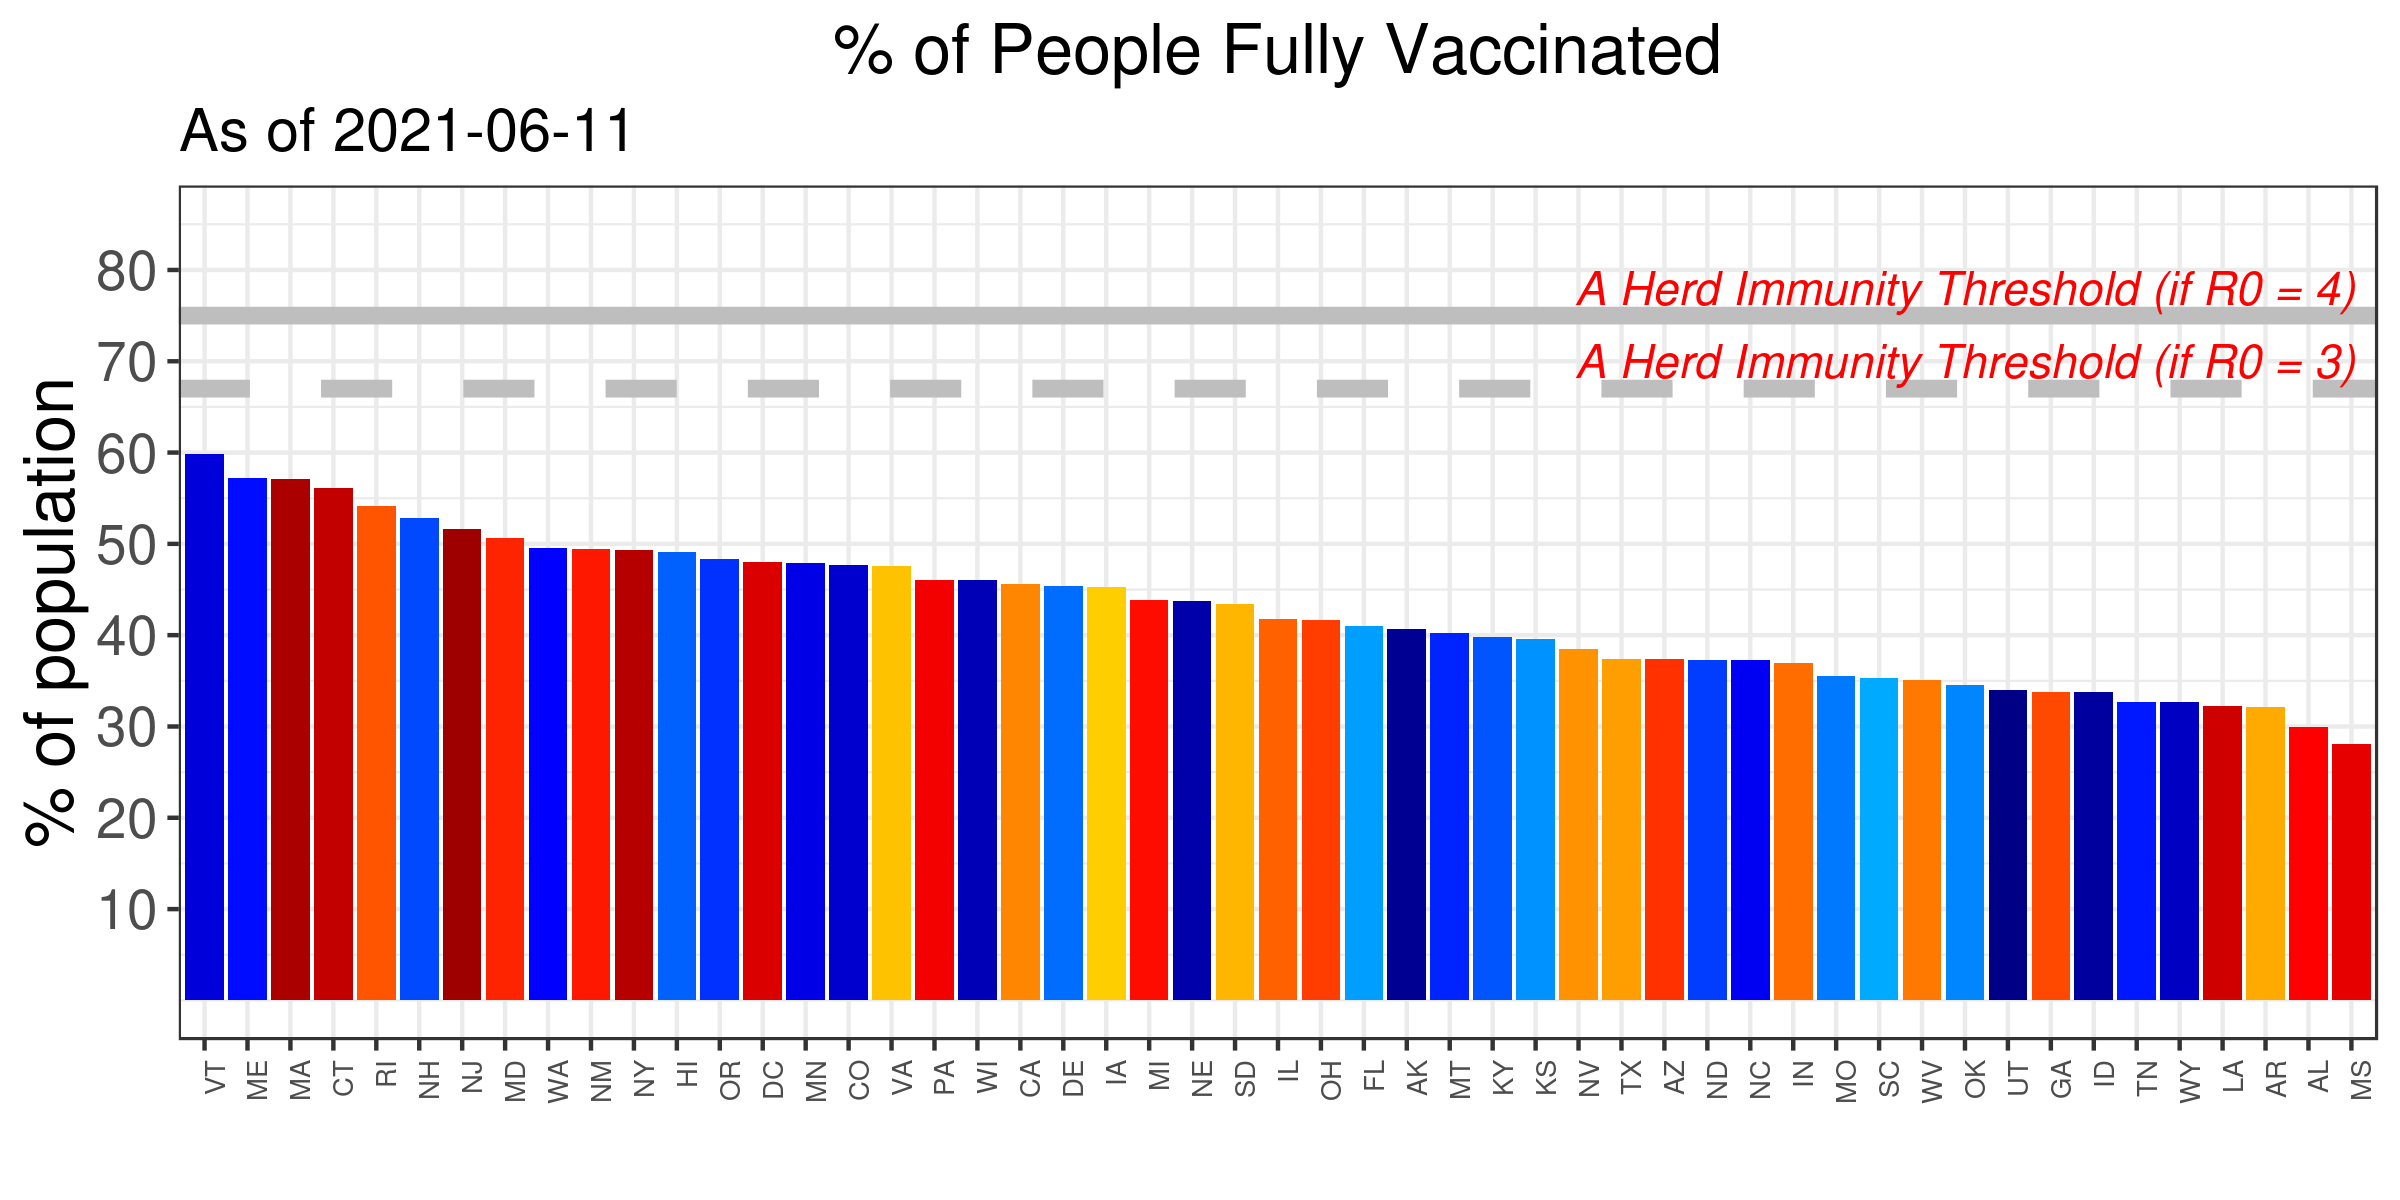 % of People Fully Vaccinated
As of 2021-06-11
% of population
80
70
60
50
40
30
20
10
A Herd Immunity Threshold (if R0 = 4)
A Herd Immunity Threshold (if R0 = 3)
VT ME MA CT RI NH NJ MD WA NM NY HI OR DC MN CO VA PA WI CA DE IA MI NE SD IL OH FL AK MT KY KS NV TX AZ ND NC IN MO SC WV OK UT GA ID TN WY LA AR AL MS